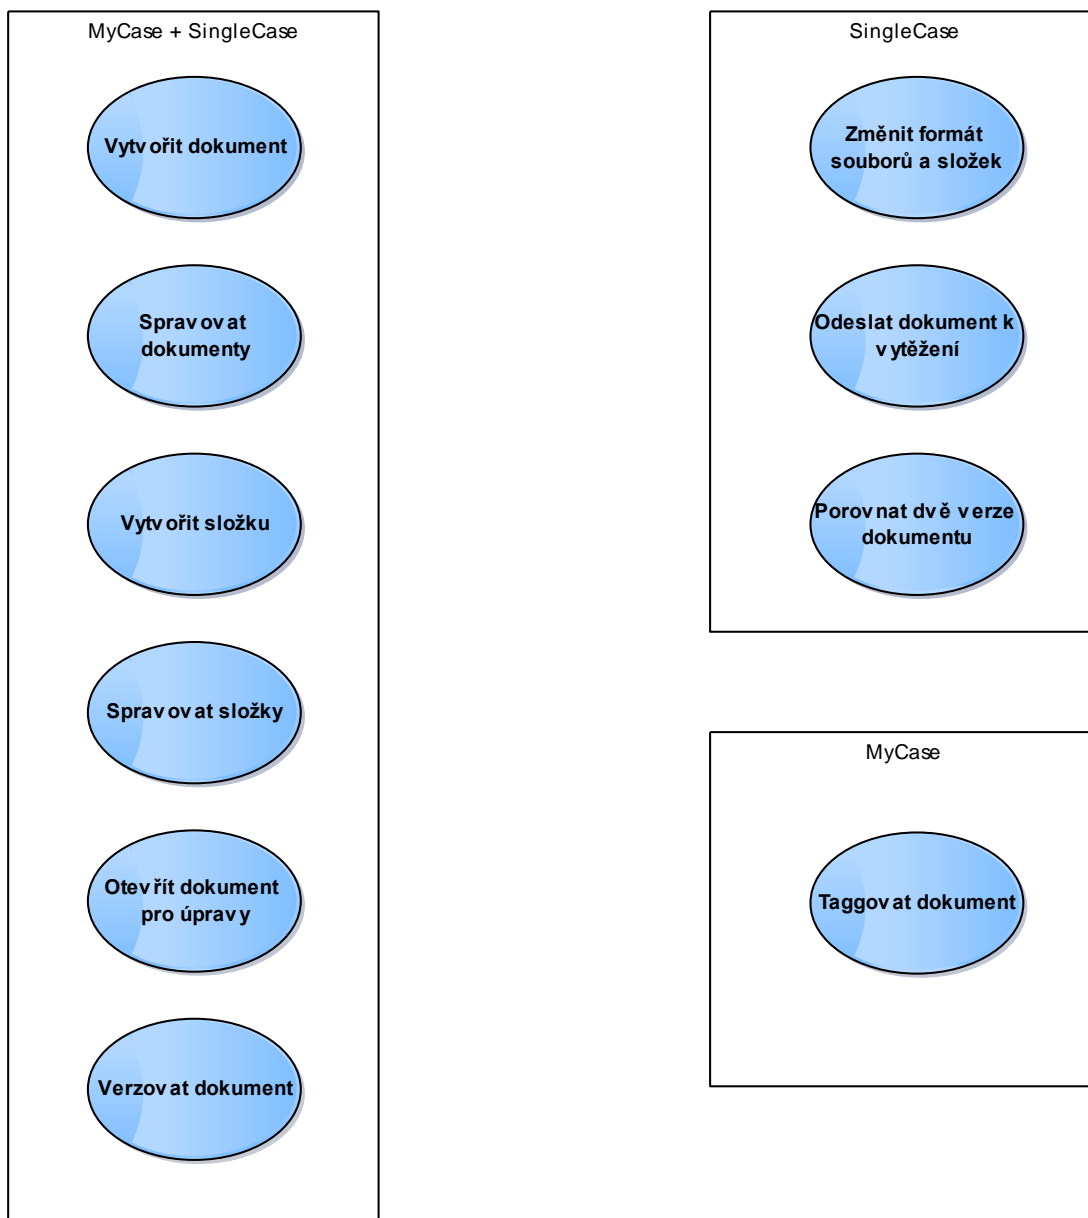 MyCase + SingleCase
Vytvořit dokument
Spravovat
dokumenty
Vytvořit složku
Spravovat složky
Otevřít dokument
pro úpravy
Verzovat dokument
SingleCase
Změnit formát
souborů a složek
Odeslat dokument k
vytěžení
Porovnat dvě verze
dokumentu
MyCase
Taggovat dokument